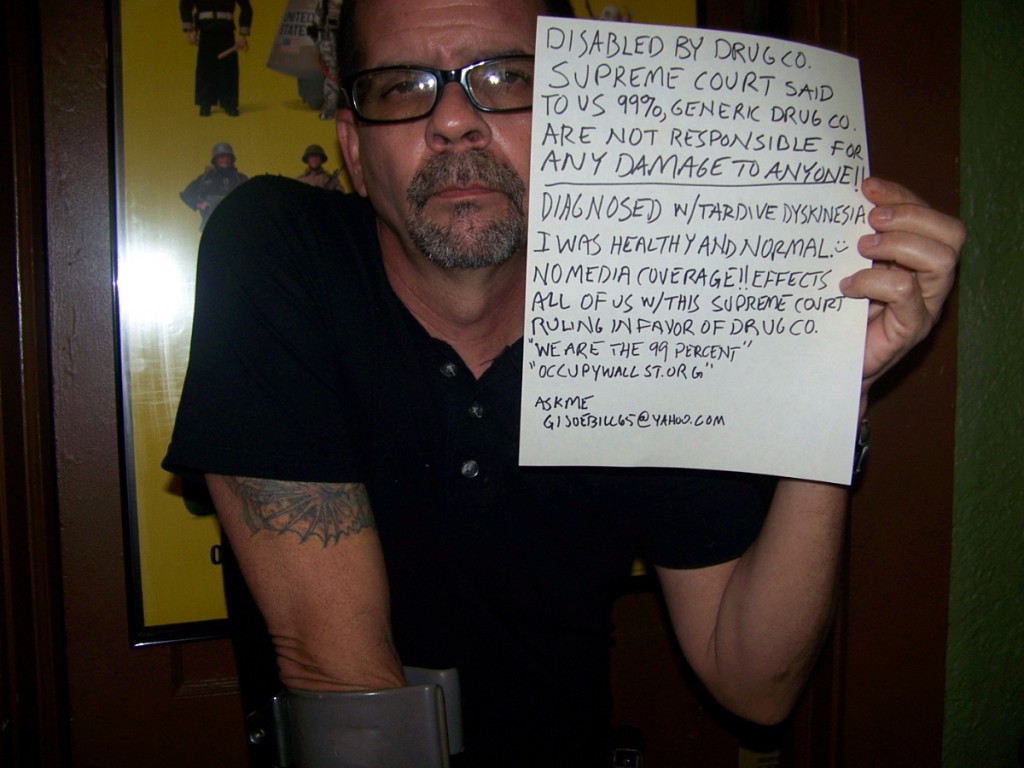 UNITED
STATE
DISABLED BY DRUG CO.
SUPREME COURT SAID
TO US 99%, GENERIC DRUG CO.
ARE NOT RESPONSIBLE FOR
ANY DAMAGE TO ANYONE!!
DIAGNOSED W/TARDIVE DYSKINESIA
I WAS HEALTHY AND NORMAL. :)
NO MEDIA COVERAGE!! EFFECTS
ALL OF US W/THIS SUPREME COURT
RULING IN FAVOR OF DRUG CO.
"WE ARE THE 99 PERCENT"
"OCCUPYWALLST.ORG"
ASK ME
GIJOEBILL65@YAHOO.COM